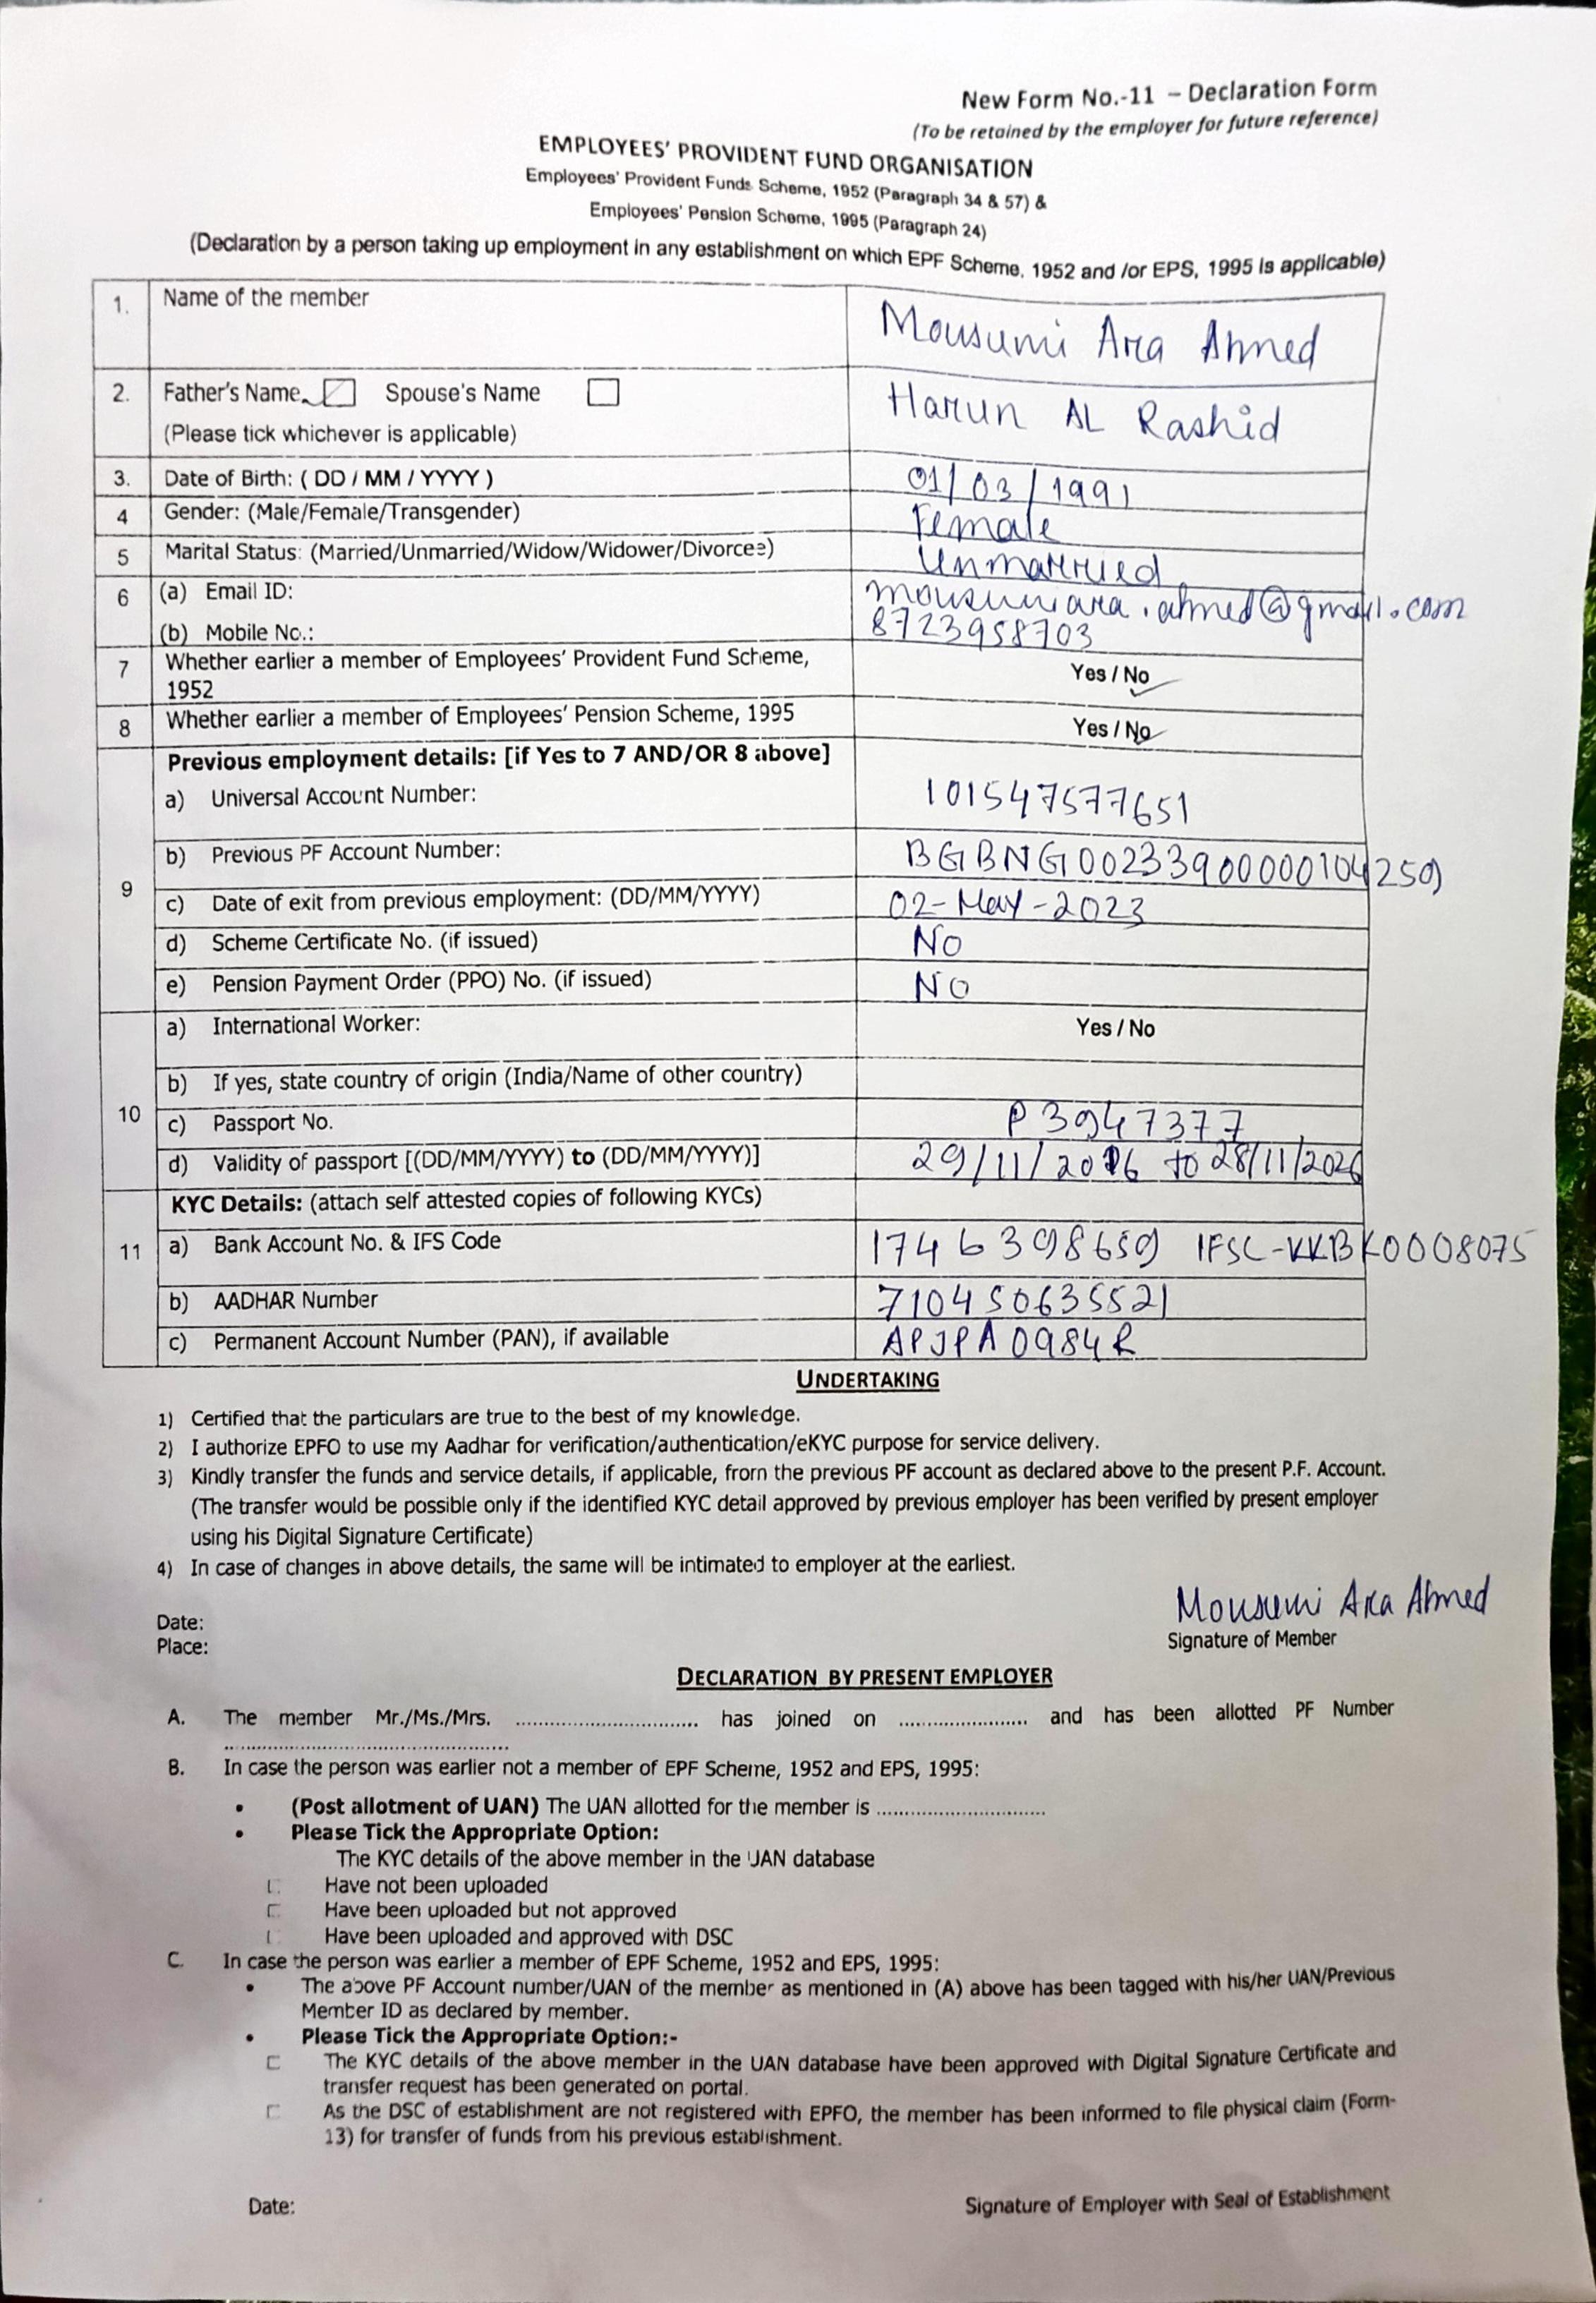 New Form No.-11 – Declaration Form
(To be retained by the employer for future reference)
EMPLOYEES' PROVIDENT FUND ORGANISATION
Employees' Provident Funds Scheme, 1952 (Paragraph 34 & 57) &
Employees' Pension Scheme, 1995 (Paragraph 24)
(Declaration by a person taking up employment in any establishment on which EPF Scheme, 1952 and /or EPS, 1995 is applicable)
1. Name of the member Mousumi Ara Ahmed
2. Father's Name Spouse's Name Harun AL Rashid
(Please tick whichever is applicable)
3. Date of Birth: ( DD / MM / YYYY ) 01/03/1991
4 Gender: (Male/Female/Transgender) Female
5 Marital Status: (Married/Unmarried/Widow/Widower/Divorcee) Unmarried
6 (a) Email ID: mousumiara.ahmed@gmail.com
(b) Mobile No.: 8723958703
7 Whether earlier a member of Employees' Provident Fund Scheme, Yes / No
1952
8 Whether earlier a member of Employees' Pension Scheme, 1995 Yes / No
Previous employment details: [if Yes to 7 AND/OR 8 above]
a) Universal Account Number: 101547577651
b) Previous PF Account Number: BGBNG00233900000104259
9 c) Date of exit from previous employment: (DD/MM/YYYY) 02-May-2023
d) Scheme Certificate No. (if issued) NO
e) Pension Payment Order (PPO) No. (if issued) NO
a) International Worker: Yes / No
b) If yes, state country of origin (India/Name of other country)
10 c) Passport No. P3947377
d) Validity of passport [(DD/MM/YYYY) to (DD/MM/YYYY)] 29/11/2016 to 28/11/2026
KYC Details: (attach self attested copies of following KYCs)
11 a) Bank Account No. & IFS Code 1746398659 IFSC-KKBK0008075
b) AADHAR Number 710450635521
c) Permanent Account Number (PAN), if available APJPA0984R
UNDERTAKING
1) Certified that the particulars are true to the best of my knowledge.
2) I authorize EPFO to use my Aadhar for verification/authentication/eKYC purpose for service delivery.
3) Kindly transfer the funds and service details, if applicable, from the previous PF account as declared above to the present P.F. Account.
(The transfer would be possible only if the identified KYC detail approved by previous employer has been verified by present employer
using his Digital Signature Certificate)
4) In case of changes in above details, the same will be intimated to employer at the earliest.
Mousumi Ara Ahmed
Date:
Place: Signature of Member
DECLARATION BY PRESENT EMPLOYER
A. The member Mr./Ms./Mrs. ............................ has joined on ...................... and has been allotted PF Number
.................................................
B. In case the person was earlier not a member of EPF Scheme, 1952 and EPS, 1995:
• (Post allotment of UAN) The UAN allotted for the member is ............................
• Please Tick the Appropriate Option:
The KYC details of the above member in the UAN database
Have not been uploaded
Have been uploaded but not approved
Have been uploaded and approved with DSC
C. In case the person was earlier a member of EPF Scheme, 1952 and EPS, 1995:
• The above PF Account number/UAN of the member as mentioned in (A) above has been tagged with his/her UAN/Previous
Member ID as declared by member.
• Please Tick the Appropriate Option:-
The KYC details of the above member in the UAN database have been approved with Digital Signature Certificate and
transfer request has been generated on portal.
As the DSC of establishment are not registered with EPFO, the member has been informed to file physical claim (Form-
13) for transfer of funds from his previous establishment.
Date: Signature of Employer with Seal of Establishment